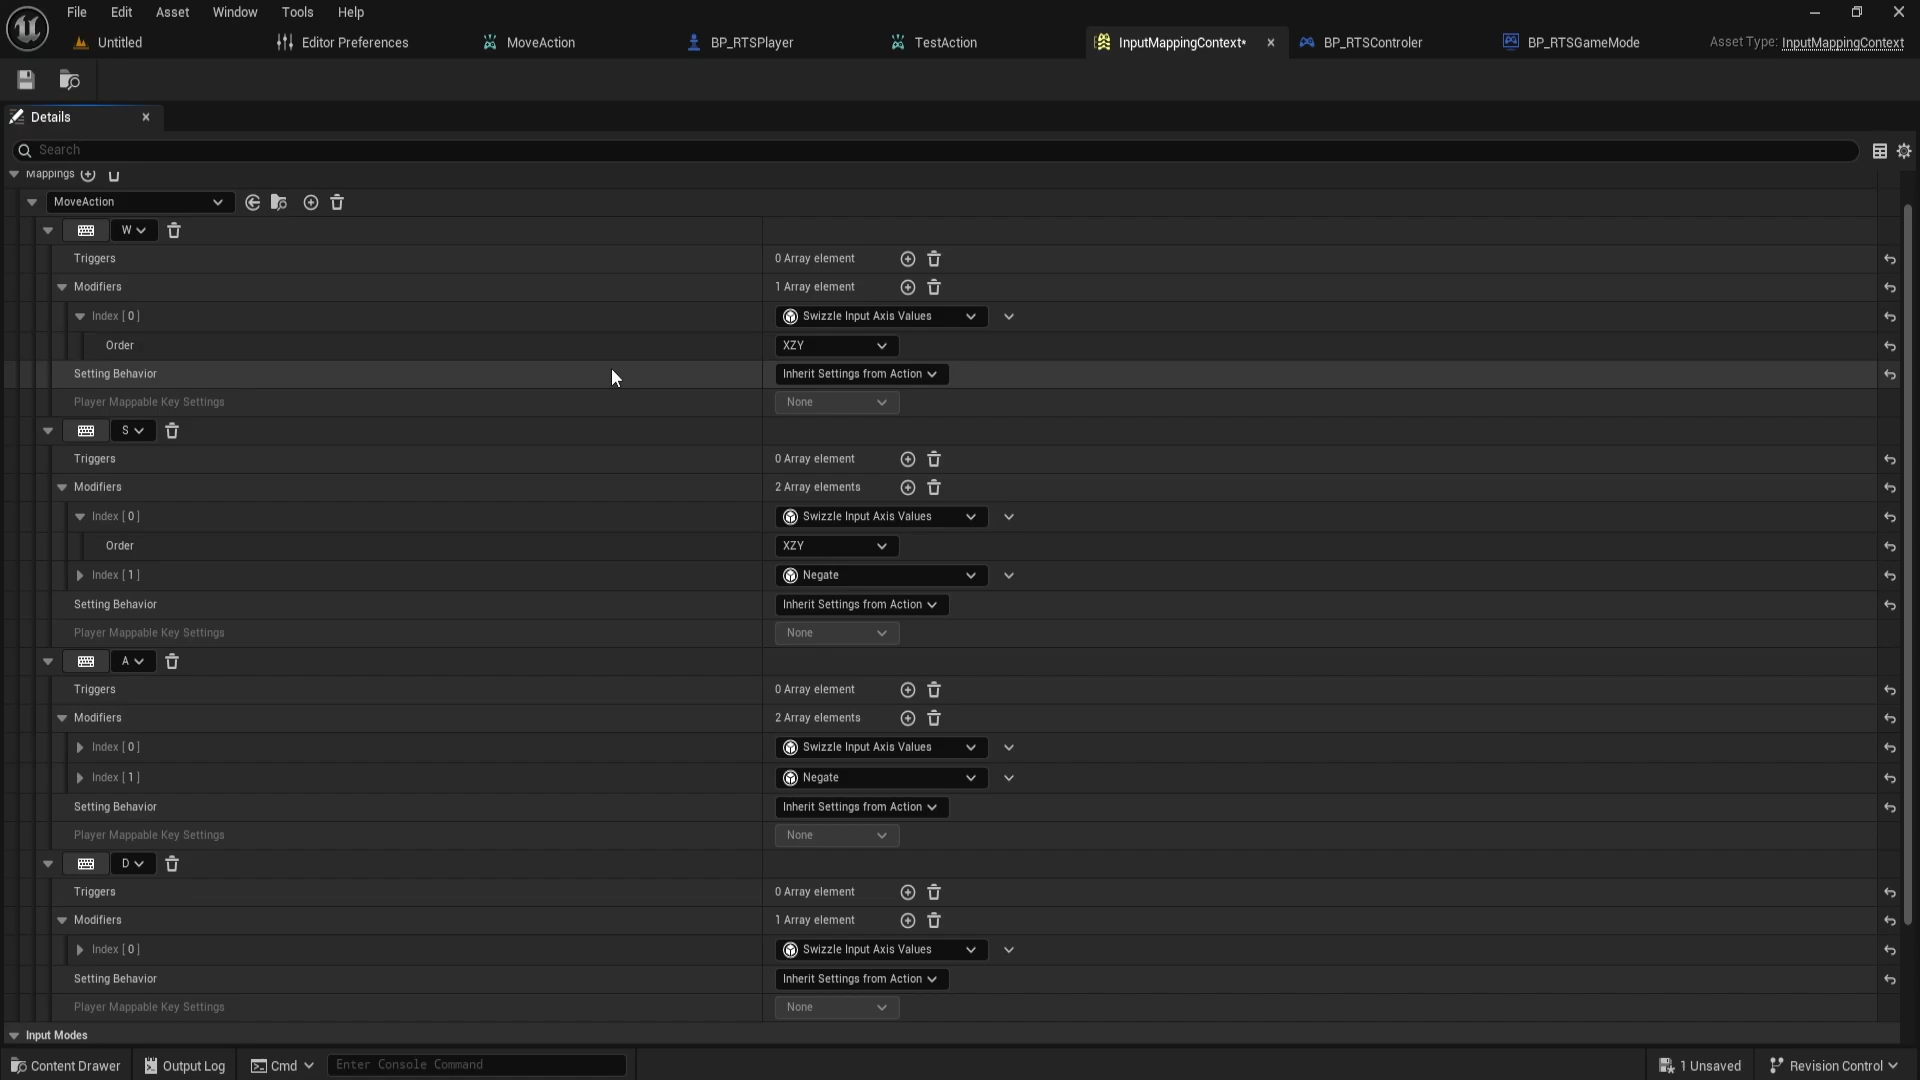 File Edit Asset Window Tools Help
Untitled Editor Preferences MoveAction BP_RTSPlayer TestAction InputMappingContext* BP_RTSControler BP_RTSGameMode Asset Type: InputMappingContext
Details
Search
Mappings
MoveAction
W
Triggers 0 Array element
Modifiers 1 Array element
Index [ 0 ] Swizzle Input Axis Values
Order XZY
Setting Behavior Inherit Settings from Action
Player Mappable Key Settings None
S
Triggers 0 Array element
Modifiers 2 Array elements
Index [ 0 ] Swizzle Input Axis Values
Order XZY
Index [ 1 ] Negate
Setting Behavior Inherit Settings from Action
Player Mappable Key Settings None
A
Triggers 0 Array element
Modifiers 2 Array elements
Index [ 0 ] Swizzle Input Axis Values
Index [ 1 ] Negate
Setting Behavior Inherit Settings from Action
Player Mappable Key Settings None
D
Triggers 0 Array element
Modifiers 1 Array element
Index [ 0 ] Swizzle Input Axis Values
Setting Behavior Inherit Settings from Action
Player Mappable Key Settings None
Input Modes
Content Drawer Output Log Cmd Enter Console Command 1 Unsaved Revision Control